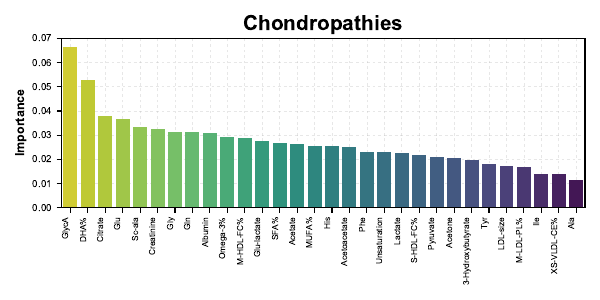 Chondropathies
Importance
0.07
0.06
0.05
0.04
0.03
0.02
0.01
0.00
GlycA
DHA%
Citrate
Glu
Sc-ala
Creatinine
Gly
Gln
Albumin
Omega-3%
M-HDL-FC%
Glu-lactate
SFA%
Acetate
MUFA%
His
Acetoacetate
Phe
Unsaturation
Lactate
S-HDL-FC%
Pyruvate
Acetone
3-Hydroxybutyrate
Tyr
LDL-size
M-LDL-PL%
Ile
XS-VLDL-CE%
Ala